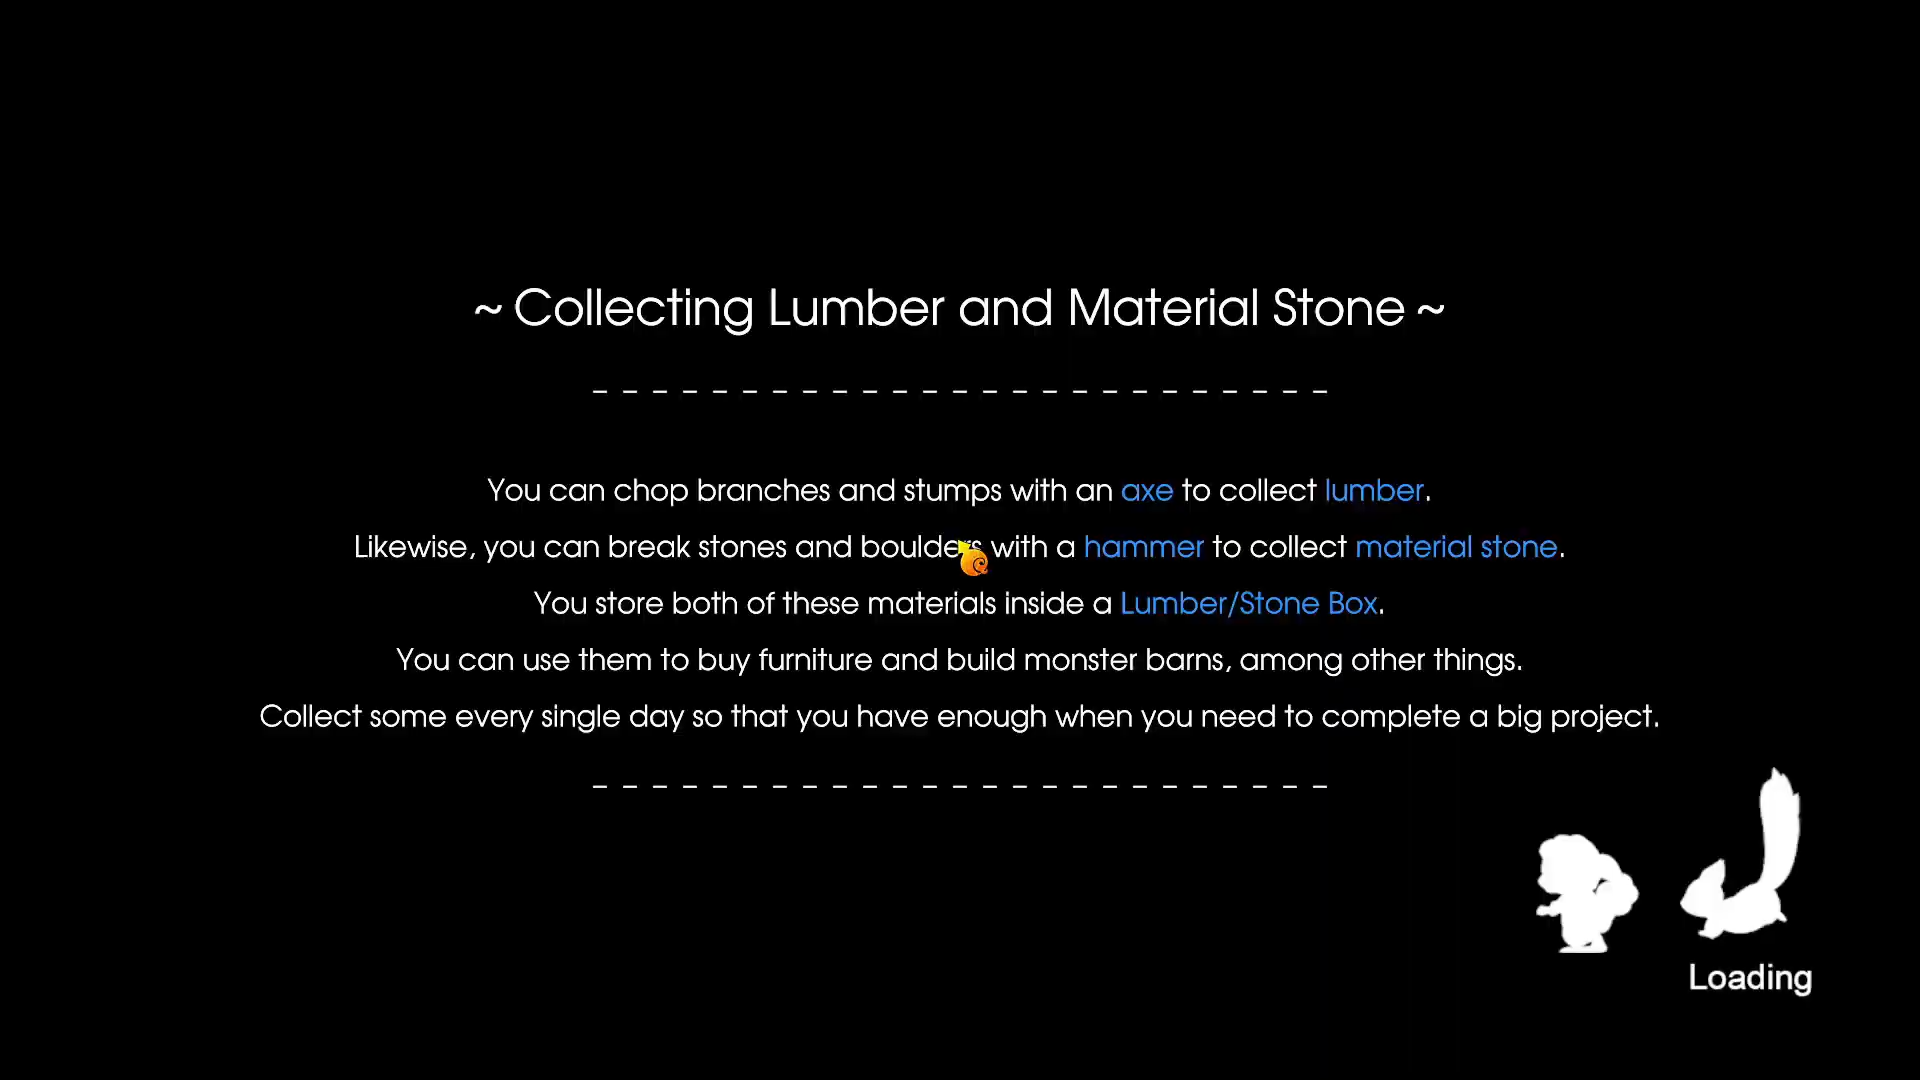 ~ Collecting Lumber and Material Stone ~
You can chop branches and stumps with an axe to collect lumber.
Likewise, you can break stones and boulders with a hammer to collect material stone.
You store both of these materials inside a Lumber/Stone Box.
You can use them to buy furniture and build monster barns, among other things.
Collect some every single day so that you have enough when you need to complete a big project.
Loading